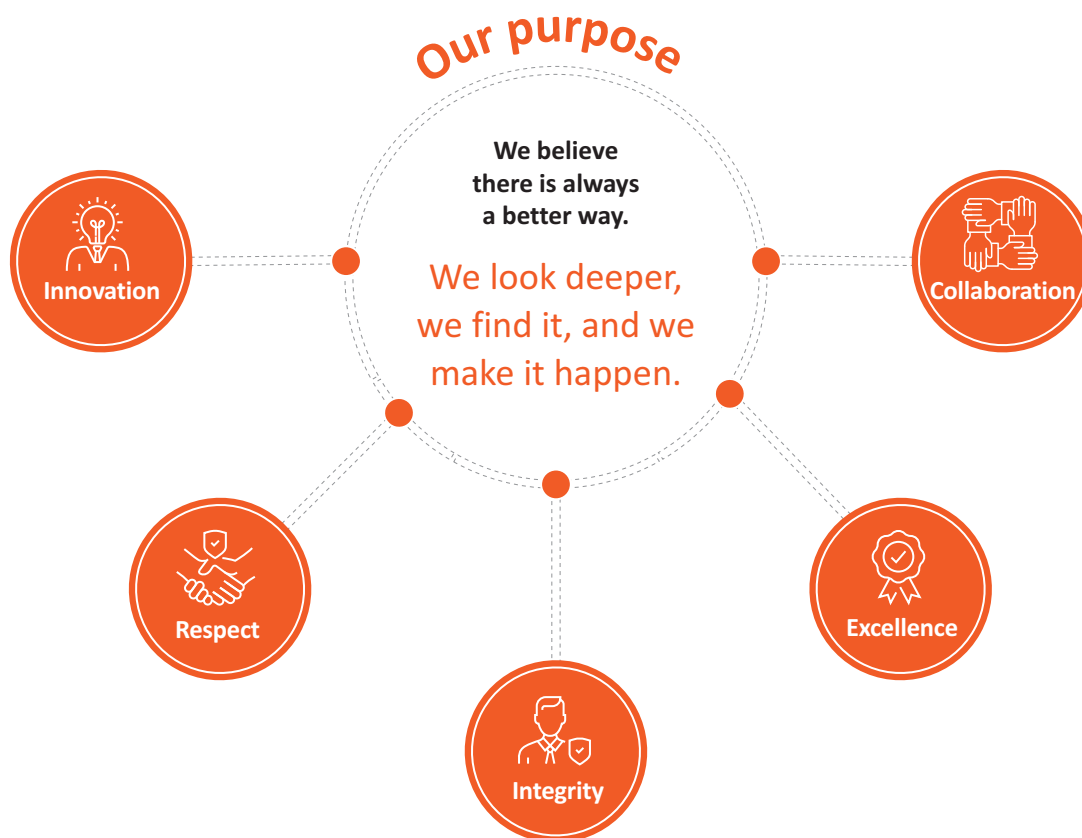 Our purpose
We believe
there is always
a better way.
We look deeper,
we find it, and we
make it happen.
Innovation
Collaboration
Respect
Excellence
Integrity